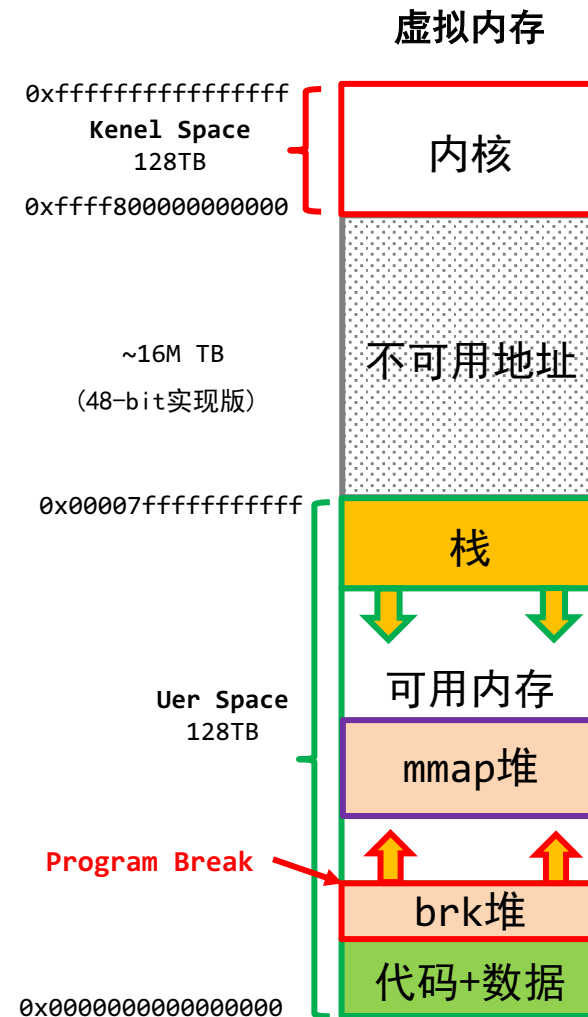 虚拟内存
0xffffffffffffffff
Kenel Space
128TB
0xffff800000000000
内核
~16M TB
(48-bit实现版)
不可用地址
0x00007fffffffffff
栈
可用内存
Uer Space
128TB
mmap堆
Program Break
brk堆
代码+数据
0x0000000000000000